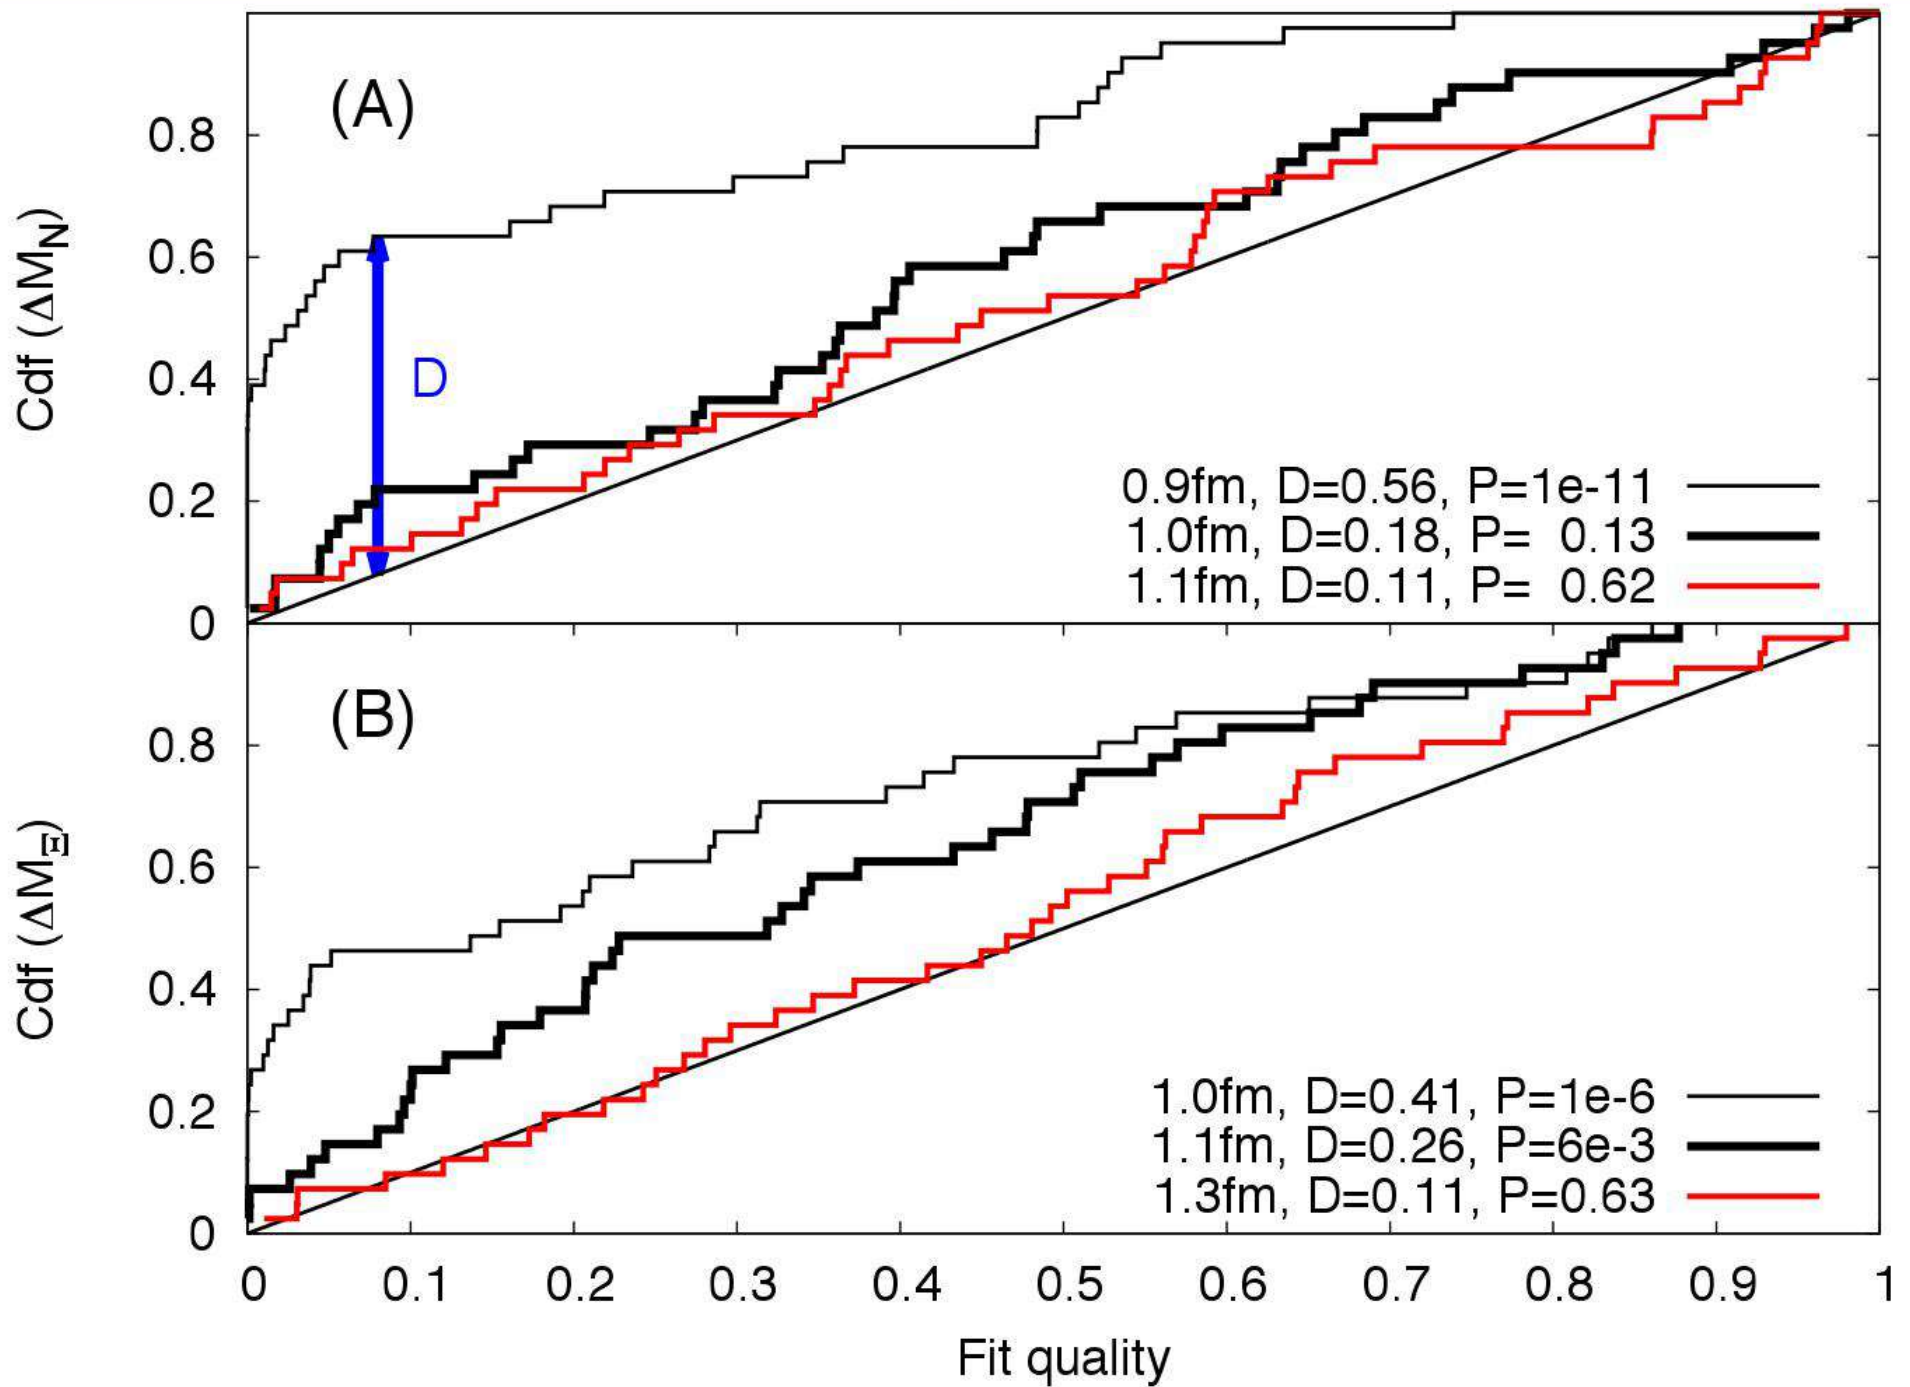 (A)
Cdf (ΔM_N)
0.8
0.6
0.4
0.2
0
D
0.9fm, D=0.56, P=1e-11
1.0fm, D=0.18, P= 0.13
1.1fm, D=0.11, P= 0.62
(B)
Cdf (ΔM_Ξ)
0.8
0.6
0.4
0.2
0
1.0fm, D=0.41, P=1e-6
1.1fm, D=0.26, P=6e-3
1.3fm, D=0.11, P=0.63
0 0.1 0.2 0.3 0.4 0.5 0.6 0.7 0.8 0.9 1
Fit quality